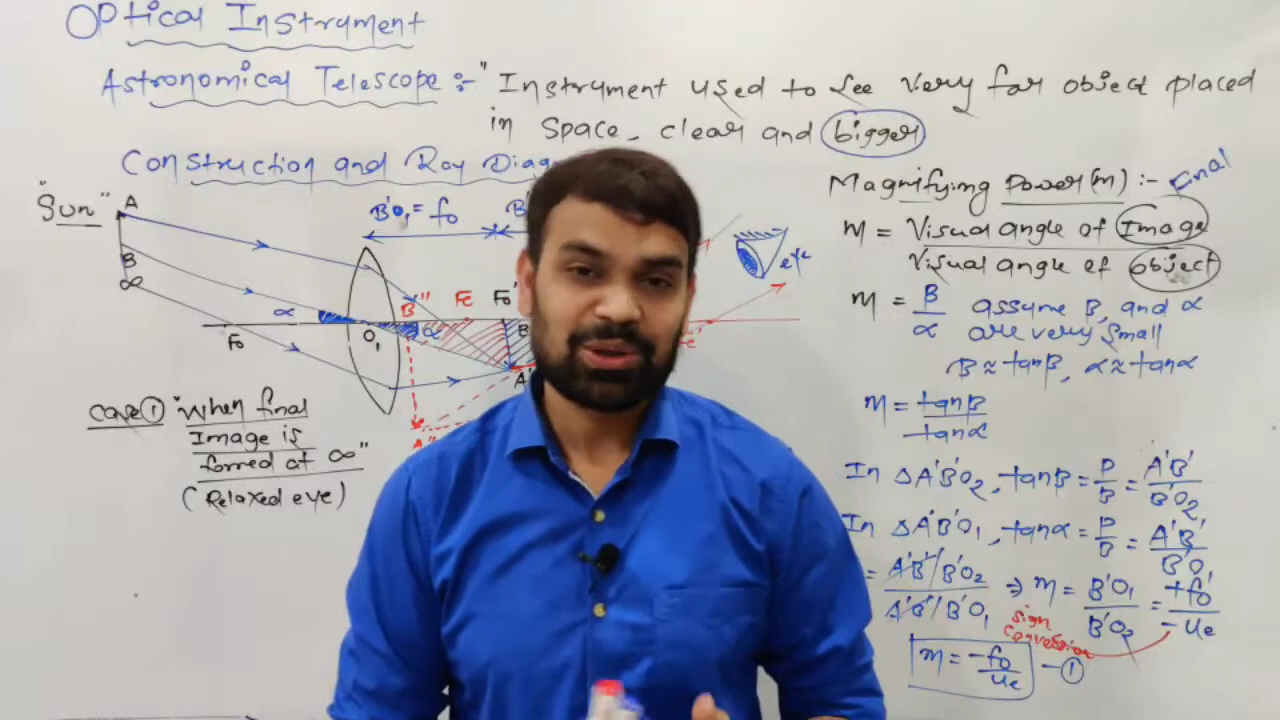 Optical Instrument
Astronomical Telescope :- "Instrument used to see very far object placed
in space, clear and bigger
Construction and Ray Diag
"Sun"
A
B
∞
B'O₁ = fo
B'
α
O₁
Fo
B"
α
Fe
Fo'
B
A'
A"
eye
Case ① "When final
Image is
formed at ∞"
(Relaxed eye)
Magnifying Power(m) :- Final
m = Visual angle of Image
Visual angle of object
m = β/α assume β, and α
are very small
β ≈ tanβ, α ≈ tanα
m = tanβ/tanα
In ΔA'B'O₂, tanβ = P/B = A'B'/B'O₂
In ΔA'B'O₁, tanα = P/B = A'B'/B'O₁
= A'B'/B'O₂ / A'B'/B'O₁ ⇒ m = B'O₁/B'O₂ = +fo/-ue
sign
convession
m = -fo/ue -①